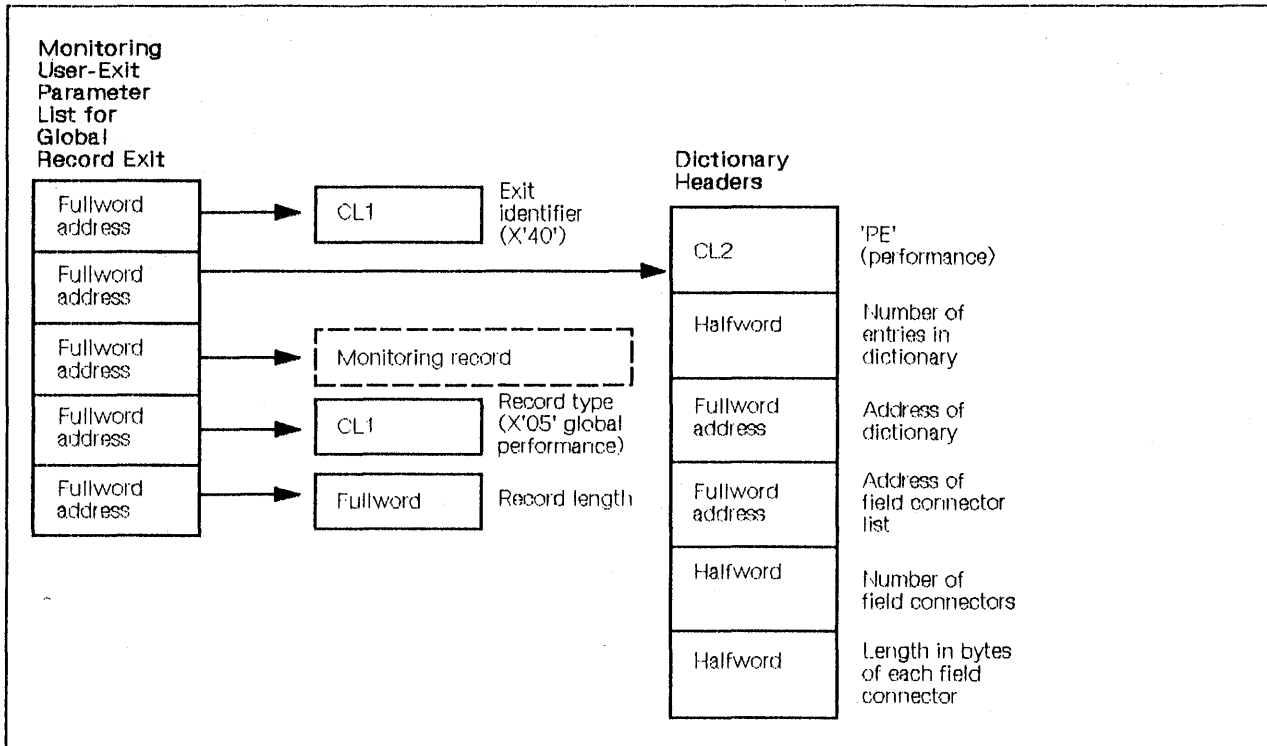 Monitoring
User-Exit
Parameter
List for
Global
Record Exit
Fullword
address
CL1
Exit
identifier
(X'40')
Fullword
address
Fullword
address
Monitoring record
Fullword
address
CL1
Record type
(X'05' global
performance)
Fullword
address
Fullword
Record length
Dictionary
Headers
CL2
'PE'
(performance)
Halfword
Number of
entries in
dictionary
Fullword
address
Address of
dictionary
Fullword
address
Address of
field connector
list
Halfword
Number of
field connectors
Halfword
Length in bytes
of each field
connector